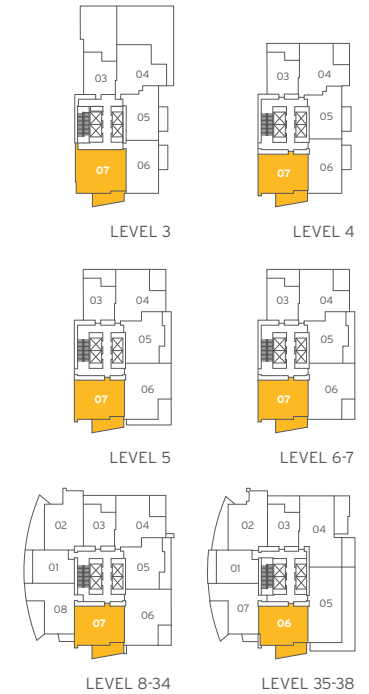 03 04
05
06
07
LEVEL 3
03 04
05
06
07
LEVEL 4
03 04
05
06
07
LEVEL 5
03 04
05
06
07
LEVEL 6-7
02 03 04
01 05
08 07 06
LEVEL 8-34
02 03 04
01
07 06 05
LEVEL 35-38